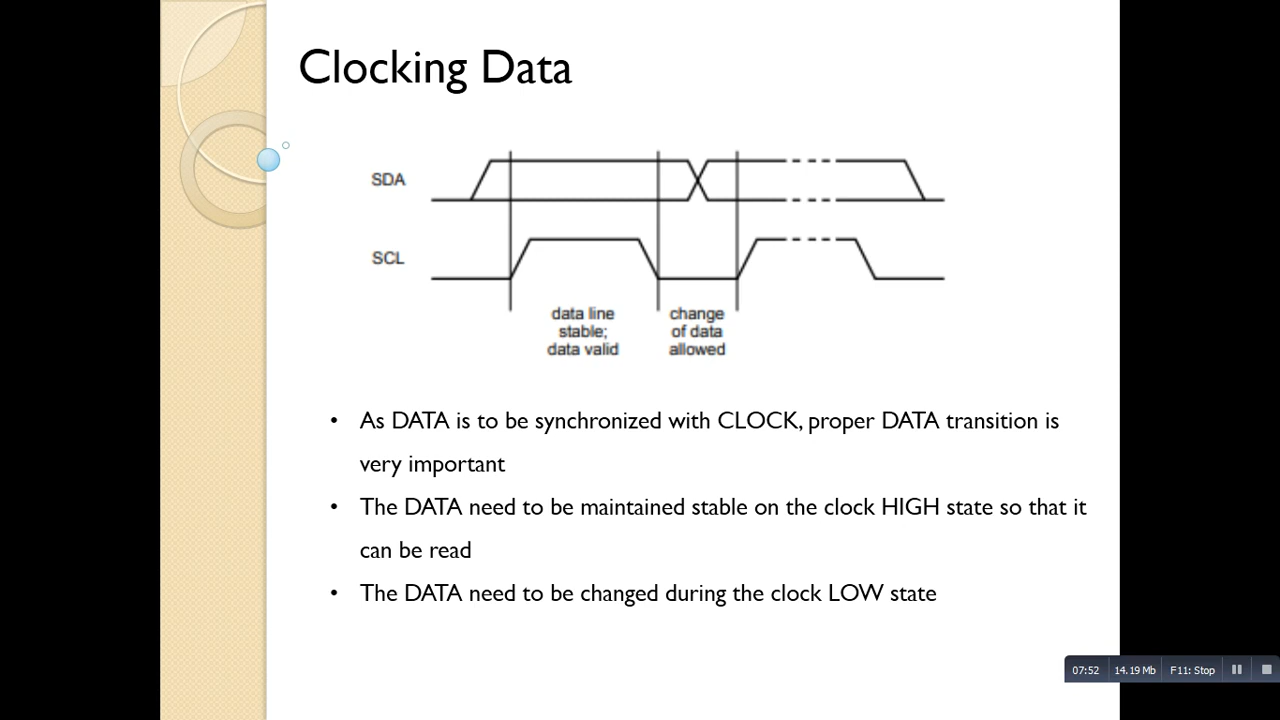 Clocking Data
SDA
SCL
data line
stable;
data valid
change
of data
allowed
• As DATA is to be synchronized with CLOCK, proper DATA transition is
very important
• The DATA need to be maintained stable on the clock HIGH state so that it
can be read
• The DATA need to be changed during the clock LOW state
07:52 14.19 Mb F11: Stop